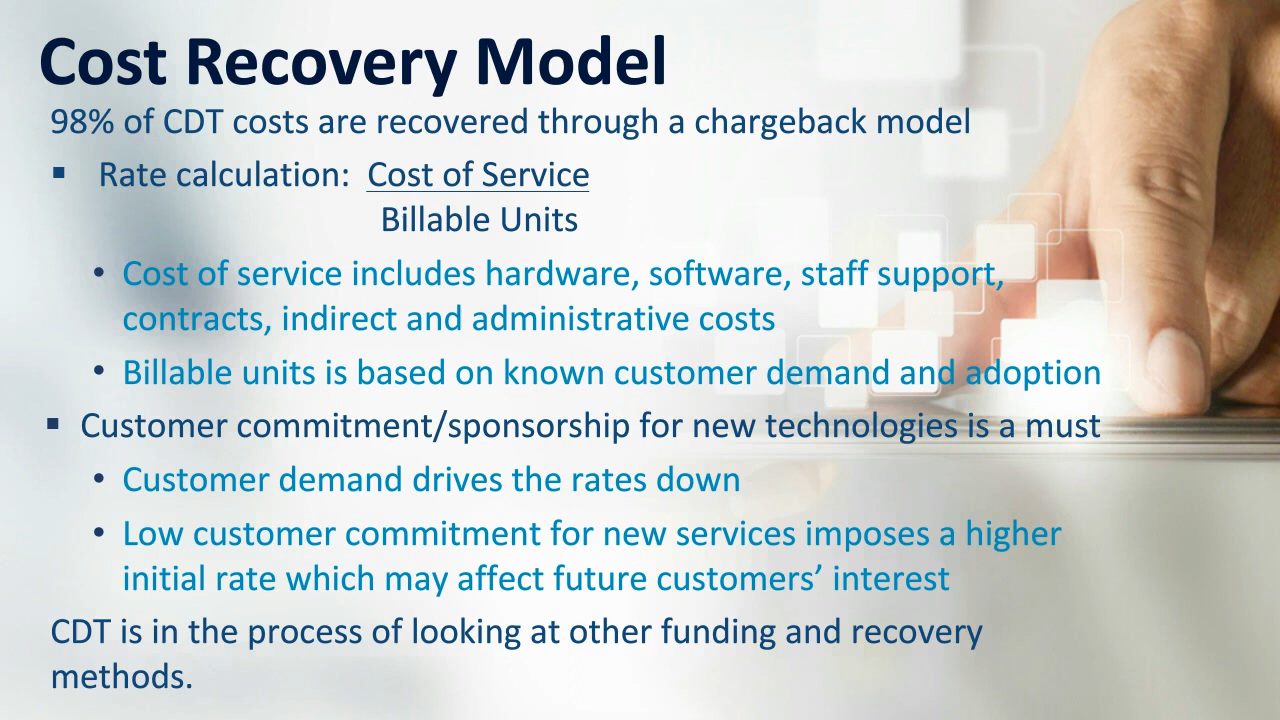 Cost Recovery Model
98% of CDT costs are recovered through a chargeback model
▪ Rate calculation: Cost of Service
Billable Units
• Cost of service includes hardware, software, staff support,
contracts, indirect and administrative costs
• Billable units is based on known customer demand and adoption
▪ Customer commitment/sponsorship for new technologies is a must
• Customer demand drives the rates down
• Low customer commitment for new services imposes a higher
initial rate which may affect future customers’ interest
CDT is in the process of looking at other funding and recovery
methods.